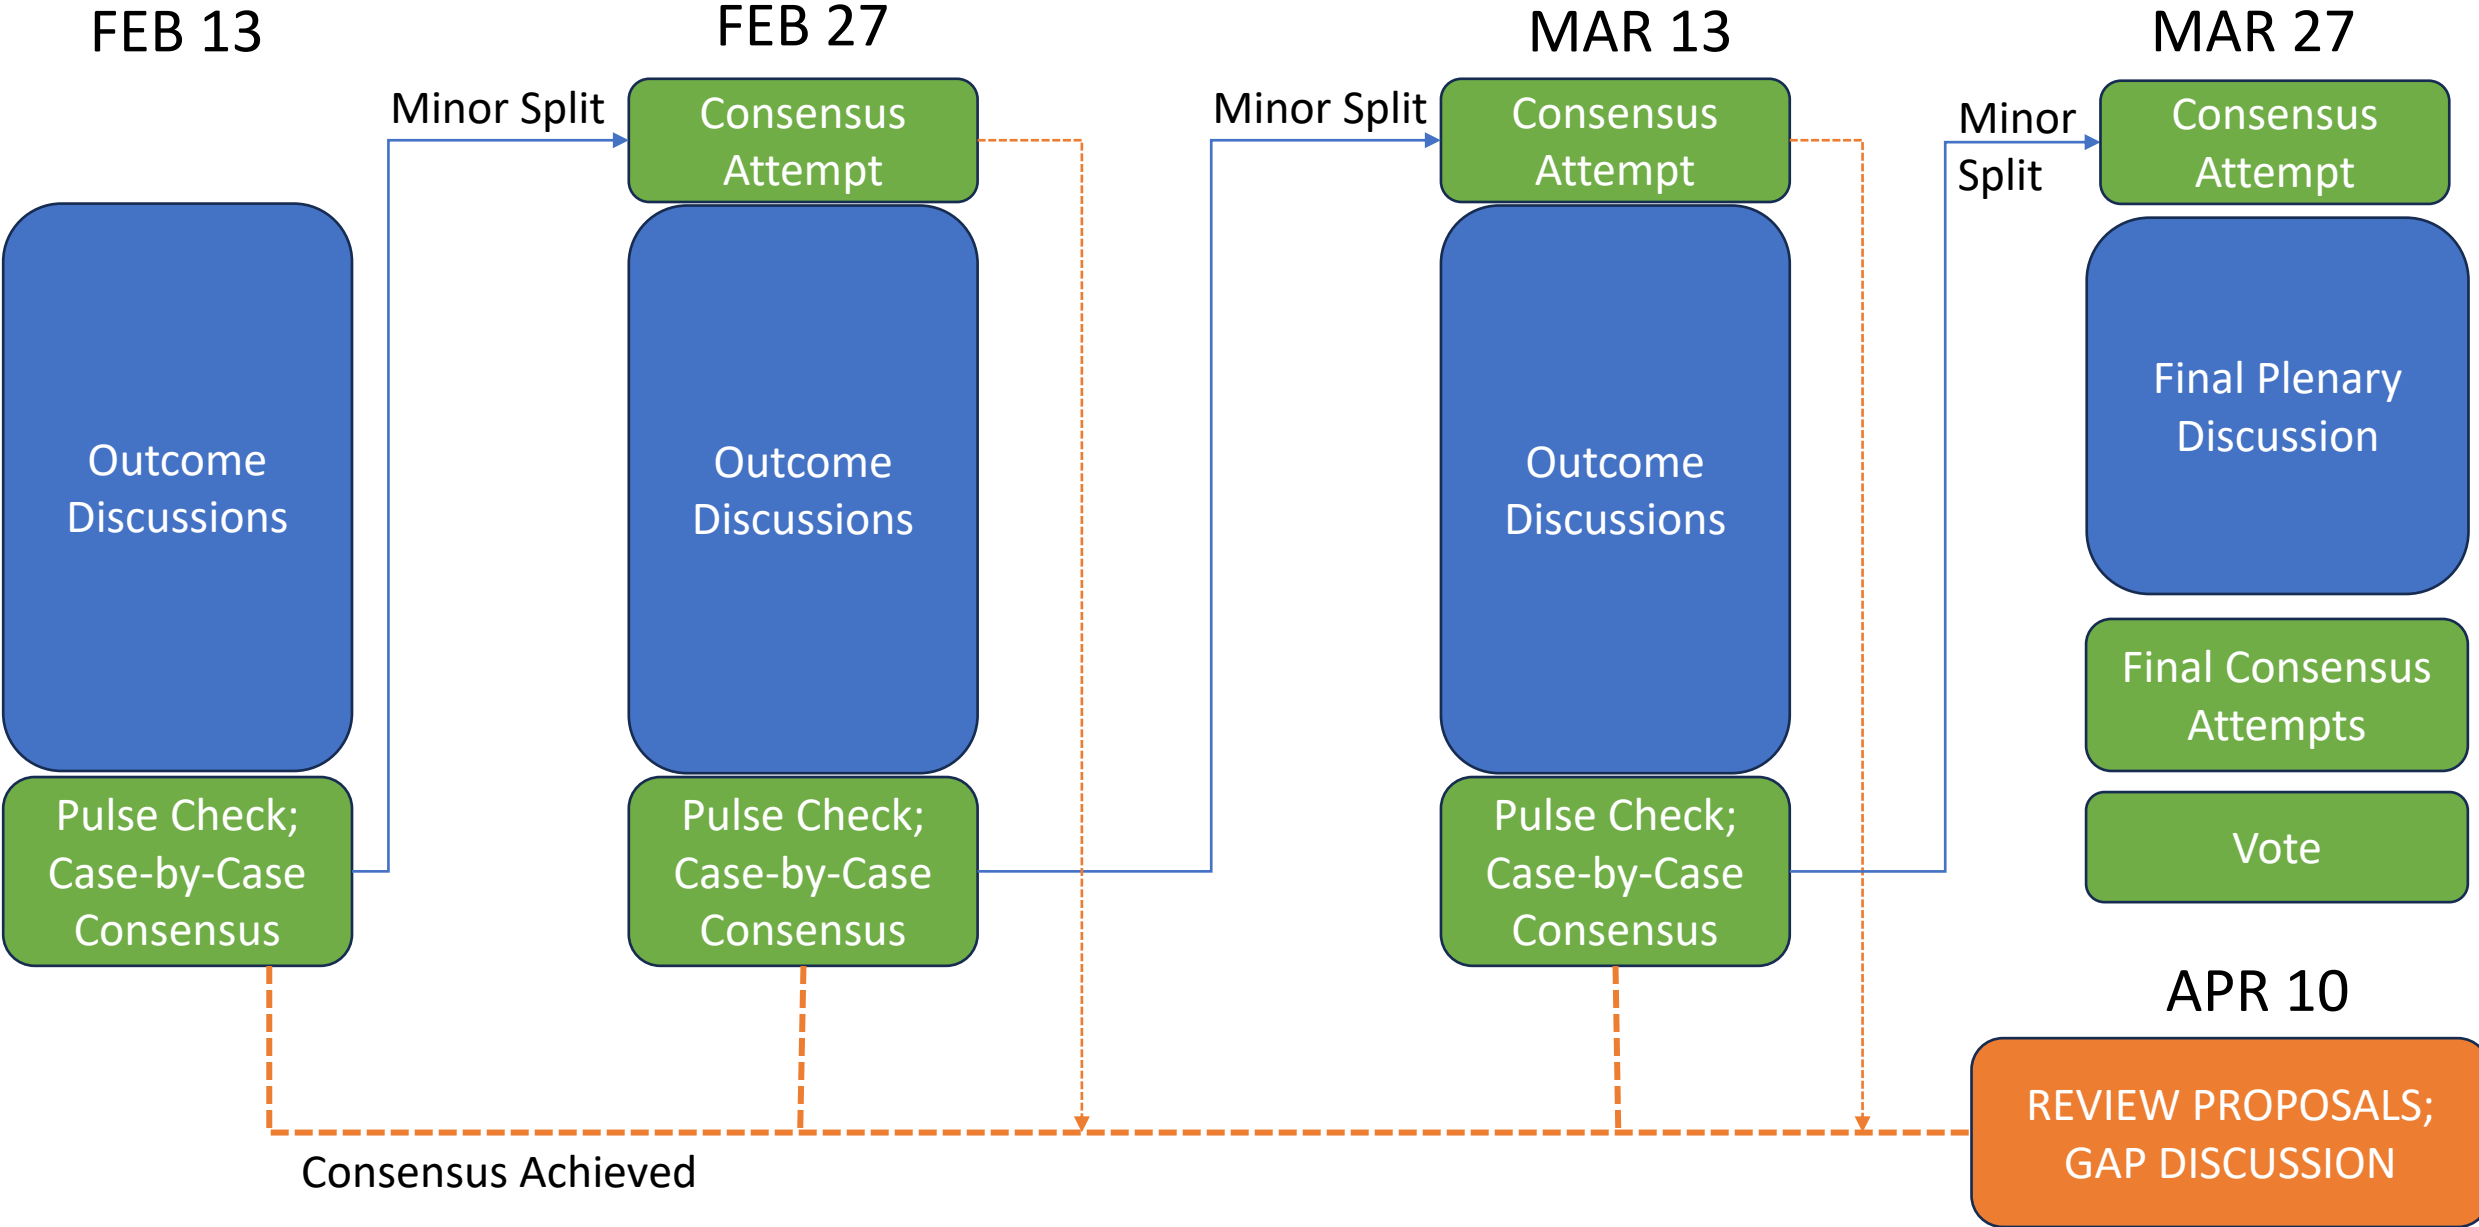 FEB 13
FEB 27
MAR 13
MAR 27
Minor Split
Consensus
Attempt
Minor Split
Consensus
Attempt
Minor
Split
Consensus
Attempt
Outcome
Discussions
Outcome
Discussions
Outcome
Discussions
Final Plenary
Discussion
Final Consensus
Attempts
Pulse Check;
Case-by-Case
Consensus
Pulse Check;
Case-by-Case
Consensus
Pulse Check;
Case-by-Case
Consensus
Vote
APR 10
REVIEW PROPOSALS;
GAP DISCUSSION
Consensus Achieved